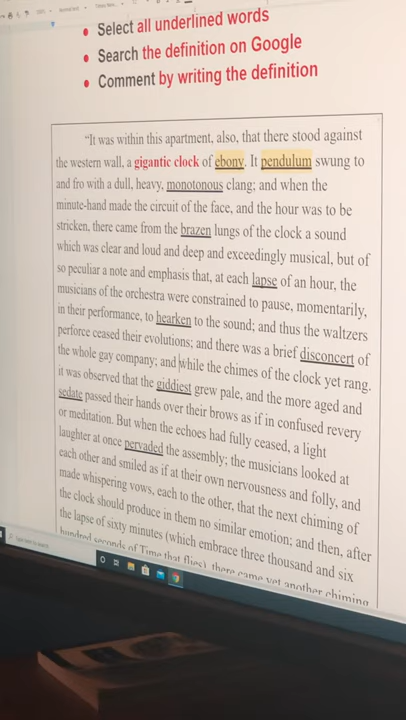 Select all underlined words
Search the definition on Google
Comment by writing the definition
“It was within this apartment, also, that there stood against
the western wall, a gigantic clock of ebony. It pendulum swung to
and fro with a dull, heavy, monotonous clang; and when the
minute-hand made the circuit of the face, and the hour was to be
stricken, there came from the brazen lungs of the clock a sound
which was clear and loud and deep and exceedingly musical, but of
so peculiar a note and emphasis that, at each lapse of an hour, the
musicians of the orchestra were constrained to pause, momentarily,
in their performance, to hearken to the sound; and thus the waltzers
perforce ceased their evolutions; and there was a brief disconcert of
the whole gay company; and while the chimes of the clock yet rang.
it was observed that the giddiest grew pale, and the more aged and
sedate passed their hands over their brows as if in confused revery
or meditation. But when the echoes had fully ceased, a light
laughter at once pervaded the assembly; the musicians looked at
each other and smiled as if at their own nervousness and folly, and
made whispering vows, each to the other, that the next chiming of
the clock should produce in them no similar emotion; and then, after
the lapse of sixty minutes (which embrace three thousand and six
hundred seconds of Time that flies), there came yet another chiming